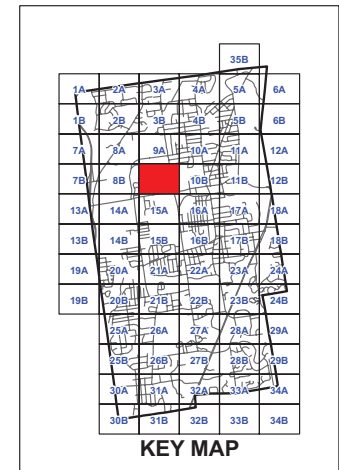 35B
1A 2A 3A 4A 5A 6A
1B 2B 3B 4B 5B 6B
7A 8A 9A 10A 11A 12A
7B 8B 10B 11B 12B
13A 14A 15A 16A 17A 18A
13B 14B 15B 16B 17B 18B
19A 20A 21A 22A 23A 24A
19B 20B 21B 22B 23B 24B
25A 26A 27A 28A 29A
25B 26B 27B 28B 29B
30A 31A 32A 33A 34A
30B 31B 32B 33B 34B
KEY MAP